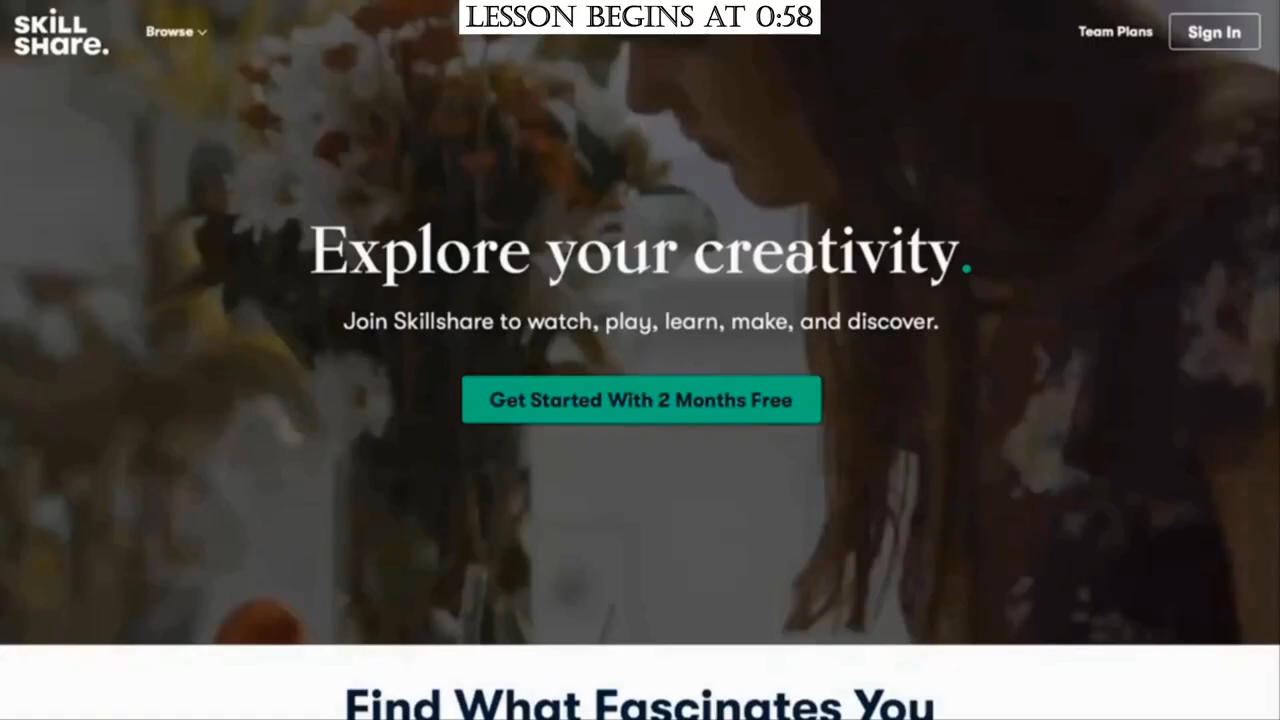 LESSON BEGINS AT 0:58
SKILL
SHare.
Browse
Team Plans
Sign In
Explore your creativity.
Join Skillshare to watch, play, learn, make, and discover.
Get Started With 2 Months Free
Find What Fascinates You